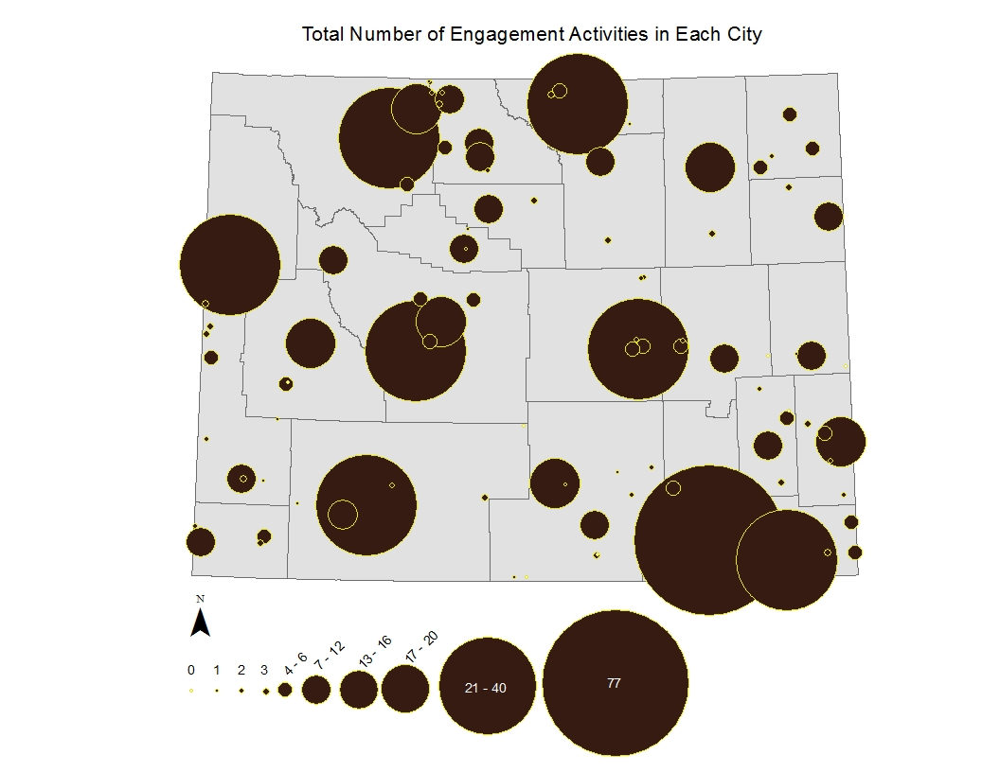 Total Number of Engagement Activities in Each City
N
0 1 2 3 4 - 6 7 - 12 13 - 16 17 - 20 21 - 40 77